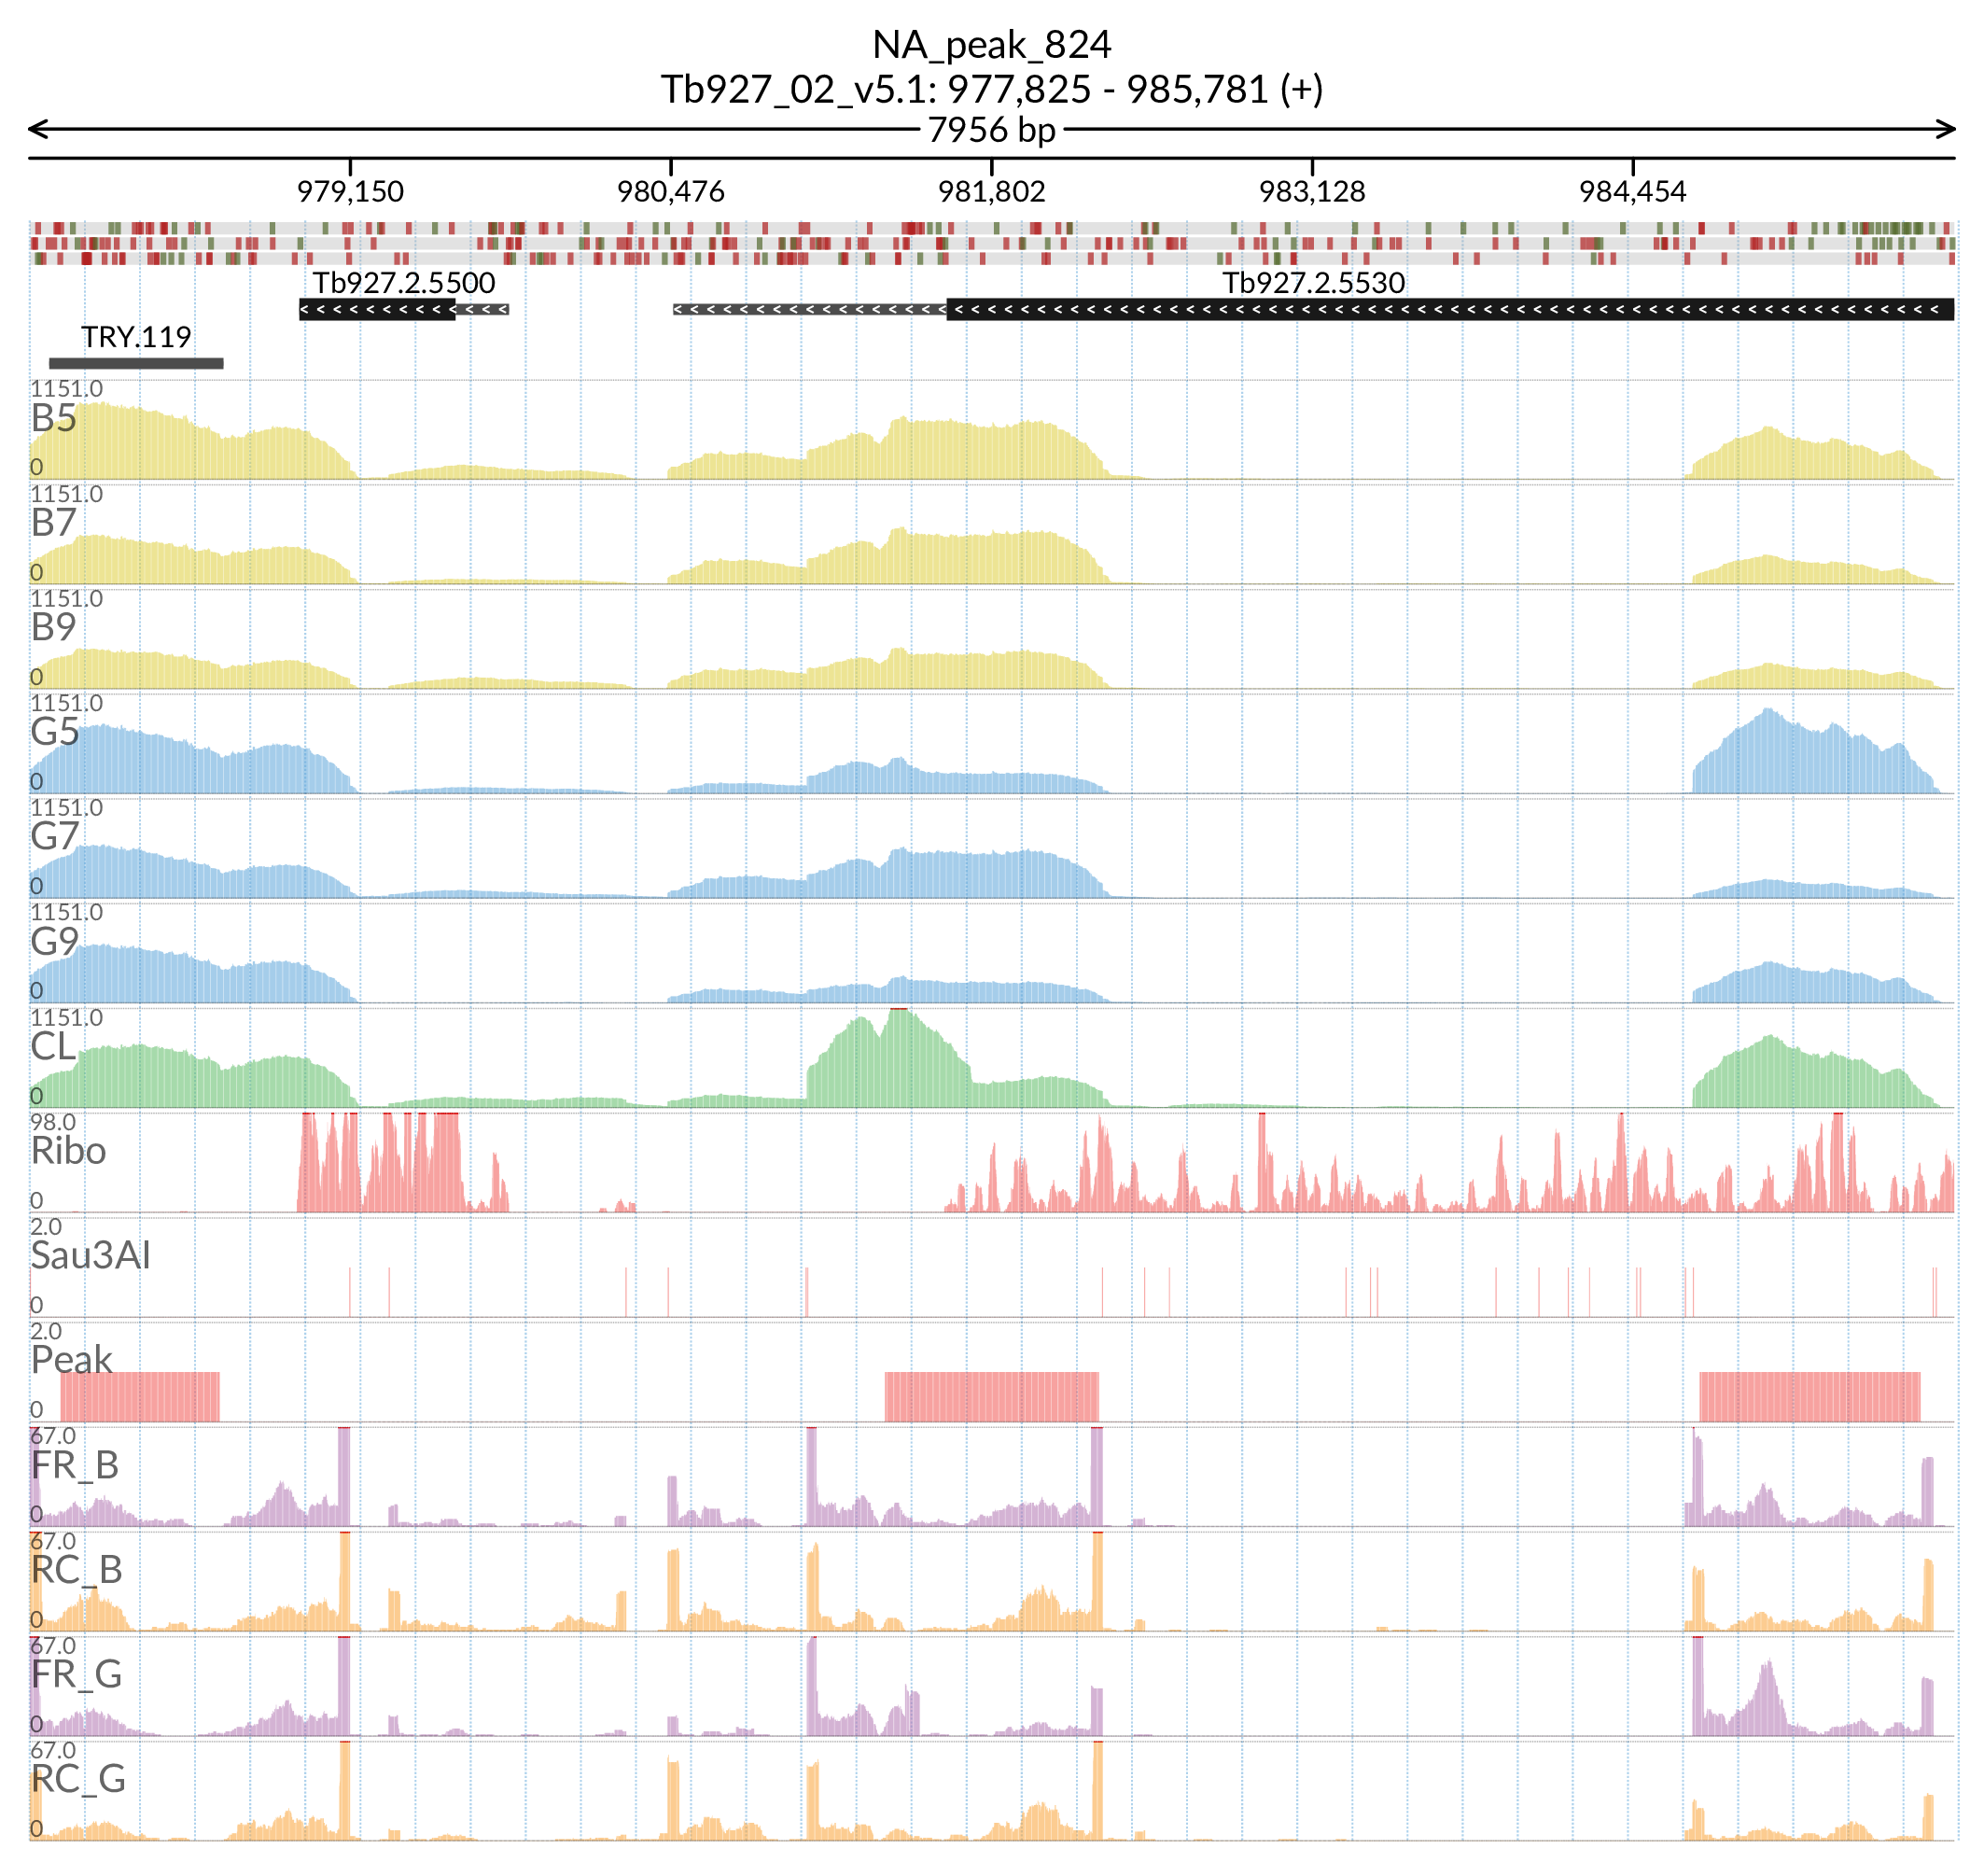 NA_peak_824
Tb927_02_v5.1: 977,825 - 985,781 (+)
7956 bp
979,150 980,476 981,802 983,128 984,454
Tb927.2.5500 Tb927.2.5530
TRY.119
1151.0
B5
0
1151.0
B7
0
1151.0
B9
0
1151.0
G5
0
1151.0
G7
0
1151.0
G9
0
1151.0
CL
0
98.0
Ribo
0
2.0
Sau3AI
0
2.0
Peak
0
67.0
FR_B
0
67.0
RC_B
0
67.0
FR_G
0
67.0
RC_G
0